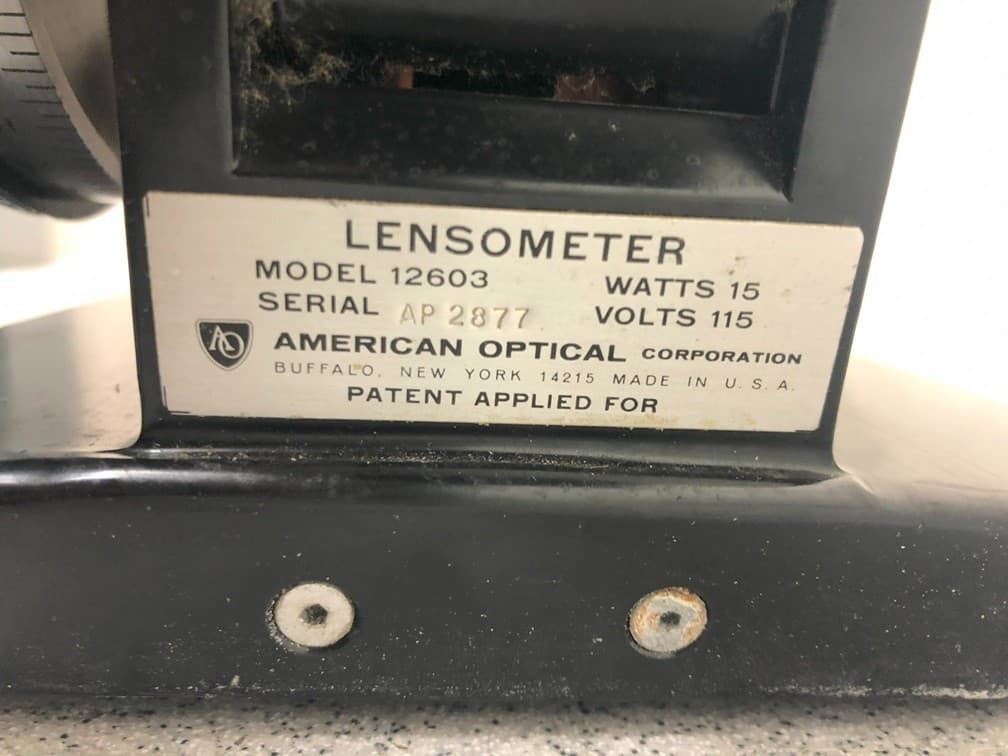 LENSOMETER
MODEL 12603 WATTS 15
SERIAL AP 2877 VOLTS 115
AO AMERICAN OPTICAL CORPORATION
BUFFALO, NEW YORK 14215 MADE IN U.S.A.
PATENT APPLIED FOR